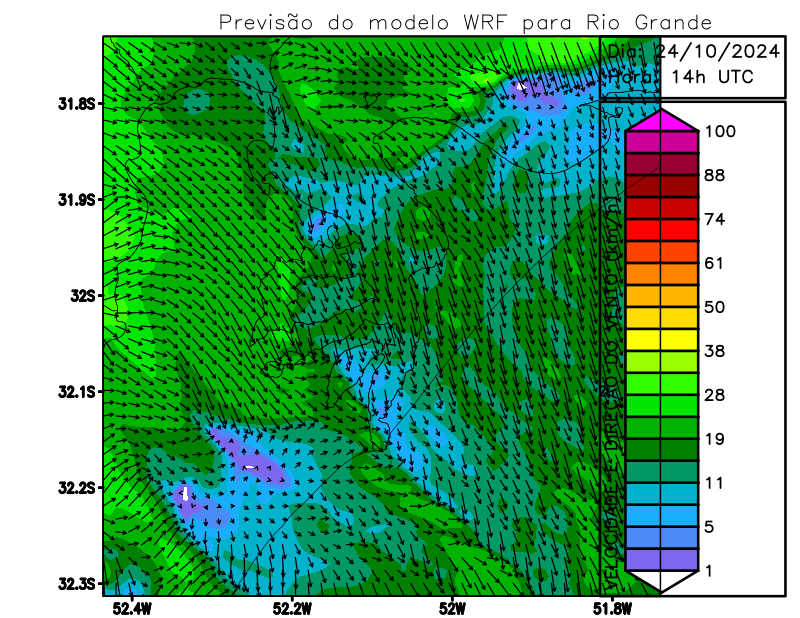 Previsão do modelo WRF para Rio Grande
Dia: 24/10/2024
Hora: 14h UTC
31.8S
31.9S
32S
32.1S
32.2S
32.3S
52.4W
52.2W
52W
51.8W
VELOCIDADE E DIREÇÃO DO VENTO (km/h)
100
88
74
61
50
38
28
19
11
5
1